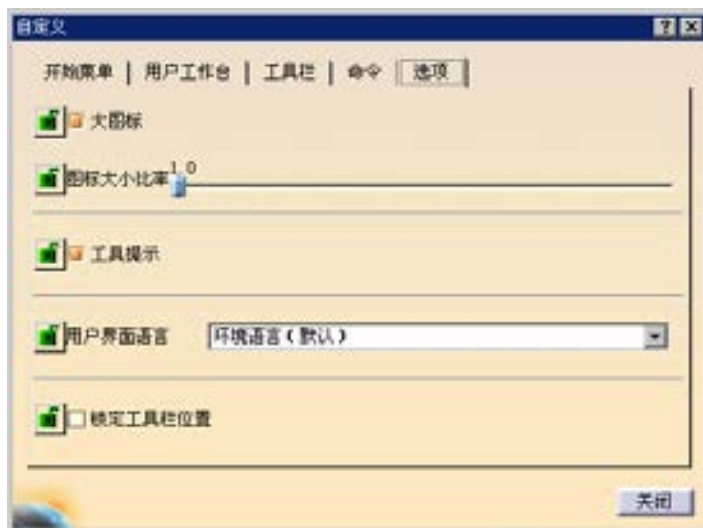 自定义
开始菜单 | 用户工作台 | 工具栏 | 命令 | 选项
大图标
图标大小比率 1 0
工具提示
用户界面语言 环境语言(默认)
锁定工具栏位置
关闭